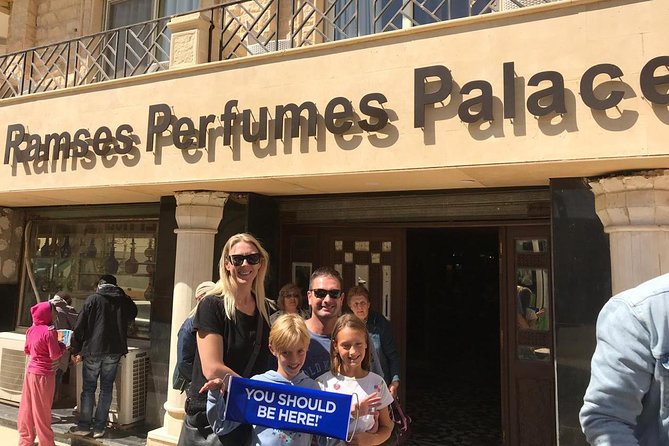 Ramses Perfumes Palace
YOU SHOULD
BE HERE!